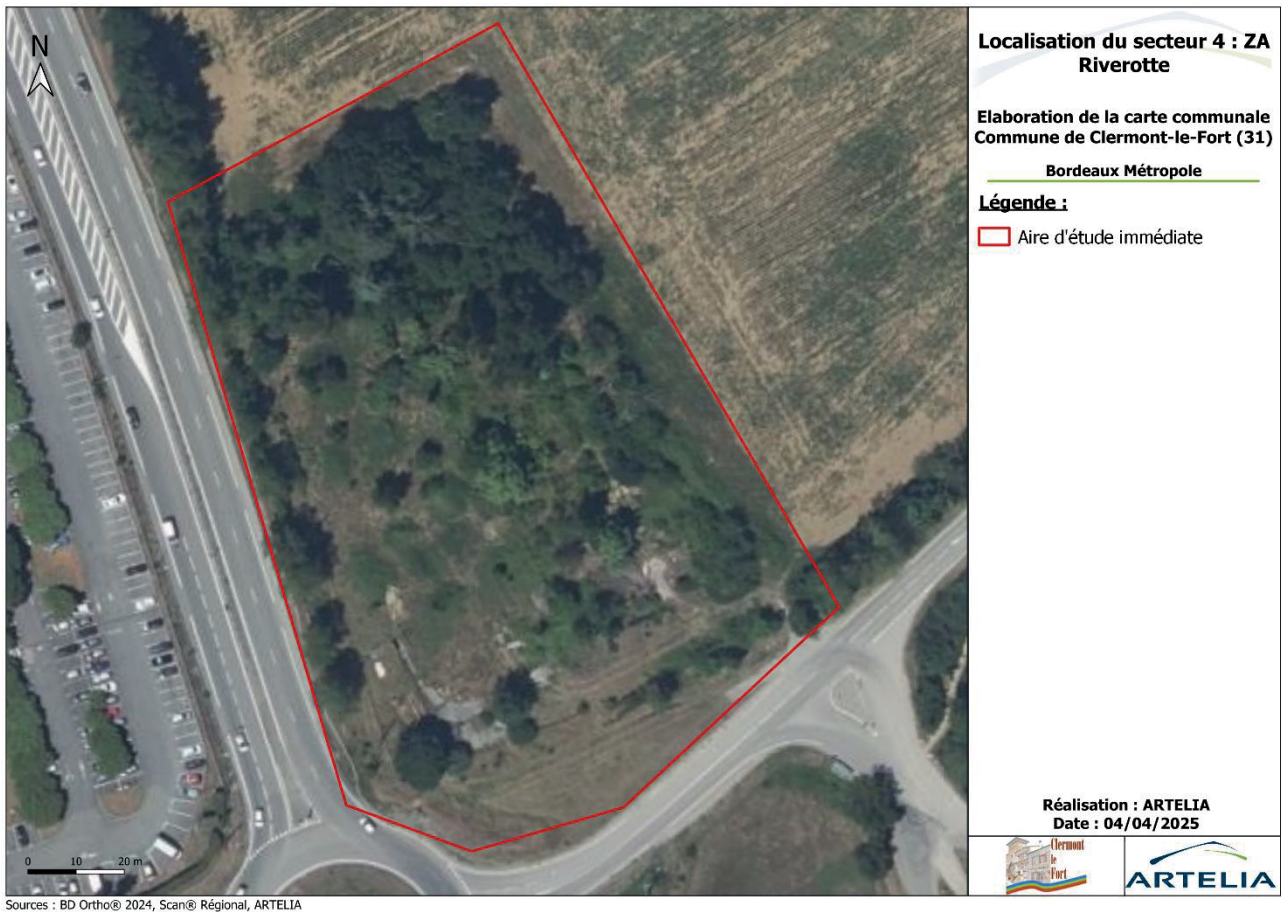 N
0 10 20 m
Localisation du secteur 4 : ZA
Riverotte
Elaboration de la carte communale
Commune de Clermont-le-Fort (31)
Bordeaux Métropole
Légende :
Aire d'étude immédiate
Réalisation : ARTELIA
Date : 04/04/2025
Clermont
le
Fort
ARTELIA
Sources : BD Ortho® 2024, Scan® Régional, ARTELIA